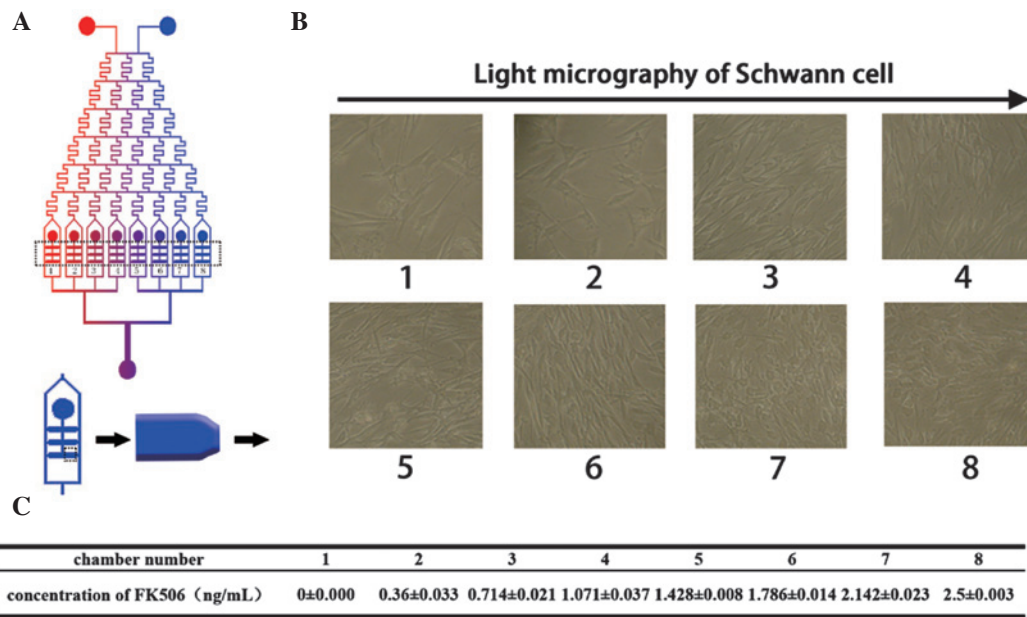 A
B
Light micrography of Schwann cell
1 2 3 4 5 6 7 8
1 2 3 4
5 6 7 8
C
chamber number 1 2 3 4 5 6 7 8
concentration of FK506（ng/mL） 0±0.000 0.36±0.033 0.714±0.021 1.071±0.037 1.428±0.008 1.786±0.014 2.142±0.023 2.5±0.003